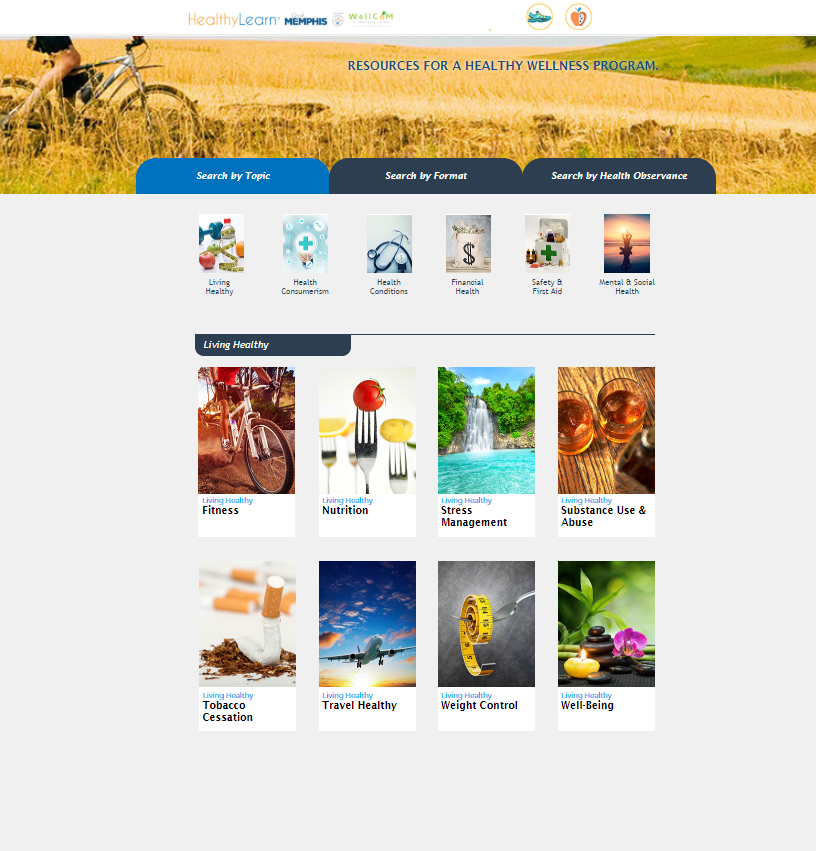 HealthyLearn® MEMPHIS WellCoM
RESOURCES FOR A HEALTHY WELLNESS PROGRAM.
Search by Topic
Search by Format
Search by Health Observance
Living
Healthy
Health
Consumerism
Health
Conditions
Financial
Health
Safety &
First Aid
Mental & Social
Health
Living Healthy
Living Healthy
Fitness
Living Healthy
Nutrition
Living Healthy
Stress
Management
Living Healthy
Substance Use &
Abuse
Living Healthy
Tobacco
Cessation
Living Healthy
Travel Healthy
Living Healthy
Weight Control
Living Healthy
Well-Being